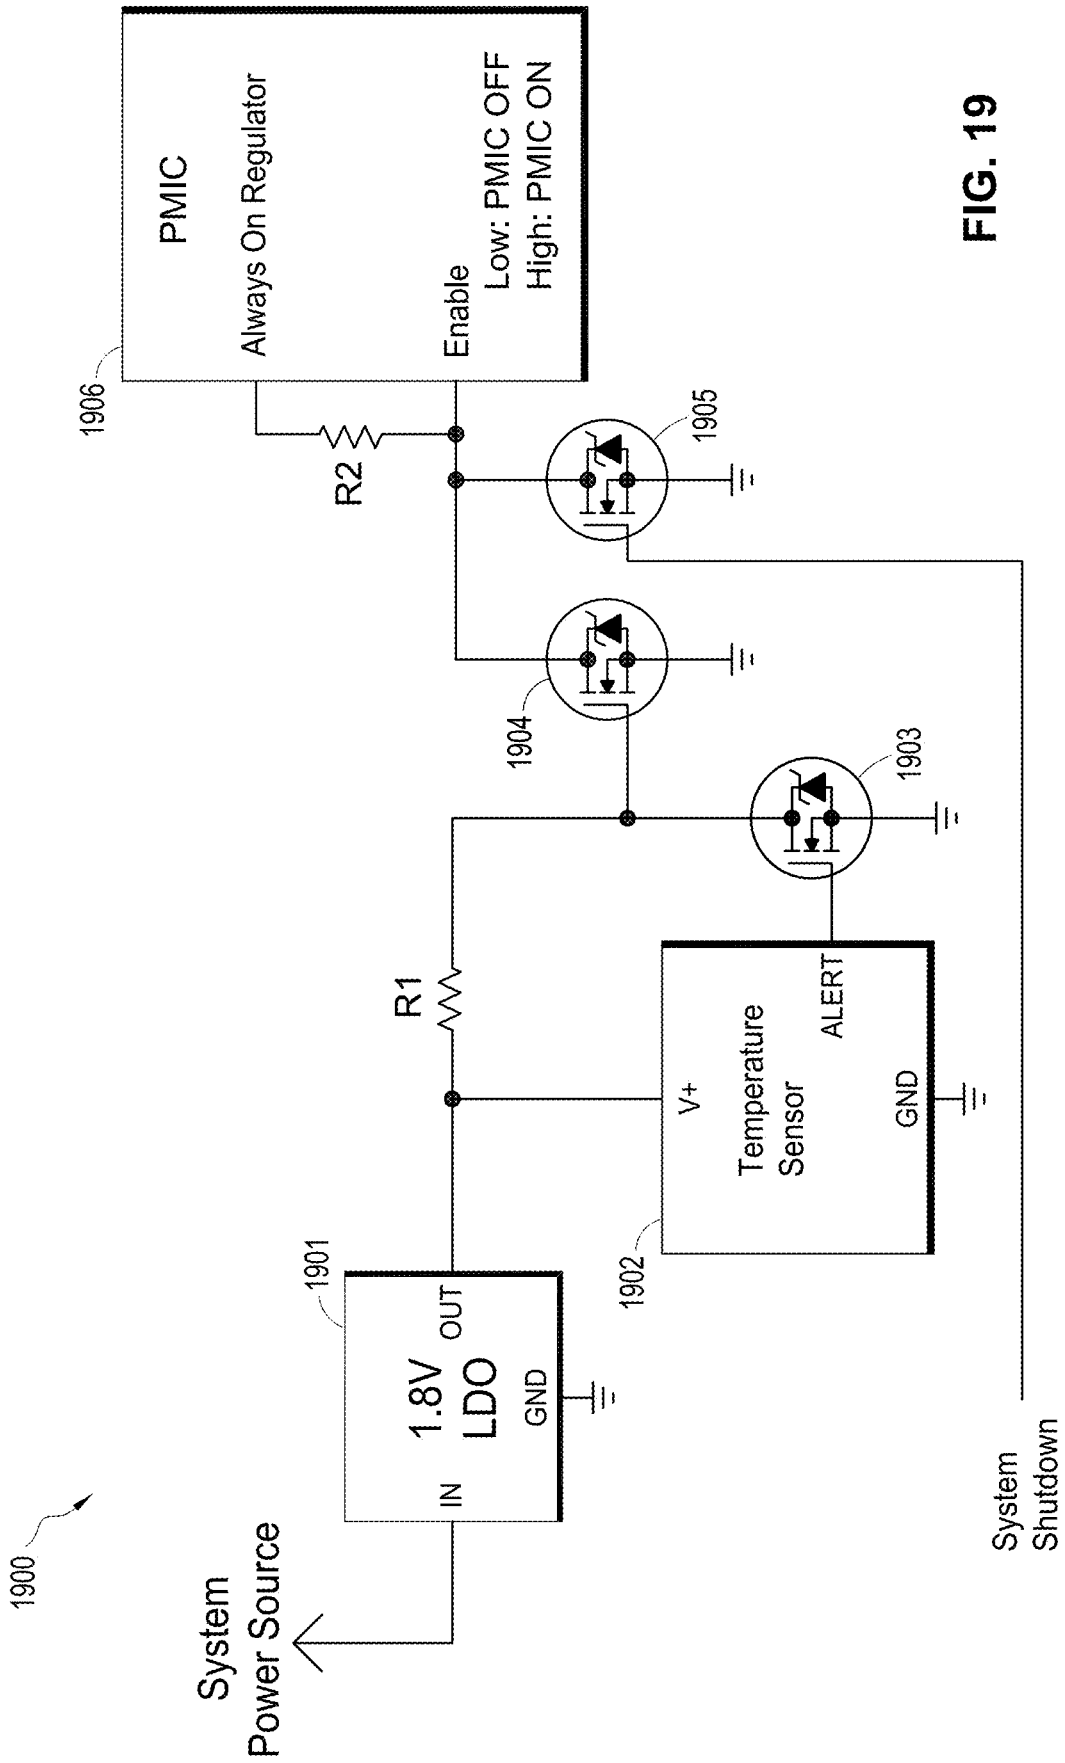 1900
System
Power Source
1901
IN
1.8V
LDO
OUT
GND
R1
1902
V+
Temperature
Sensor
ALERT
GND
1903
1904
1905
R2
1906
PMIC
Always On Regulator
Enable
Low: PMIC OFF
High: PMIC ON
System
Shutdown
FIG. 19